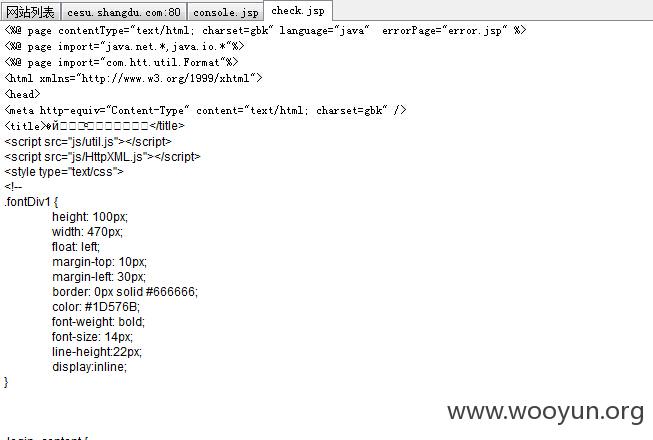 网站列表 cesu.shangdu.com:80 console.jsp check.jsp
<%@ page contentType="text/html; charset=gbk" language="java"  errorPage="error.jsp" %>
<%@ page import="java.net.*,java.io.*"%>
<%@ page import="com.htt.util.Format"%>
<html xmlns="http://www.w3.org/1999/xhtml">
<head>
<meta http-equiv="Content-Type" content="text/html; charset=gbk" />
<title></title>
<script src="js/util.js"></script>
<script src="js/HttpXML.js"></script>
<style type="text/css">
<!--
.fontDiv1 {
height: 100px;
width: 470px;
float: left;
margin-top: 10px;
margin-left: 30px;
border: 0px solid #666666;
color: #1D576B;
font-weight: bold;
font-size: 14px;
line-height:22px;
display:inline;
}
www.wooyun.org